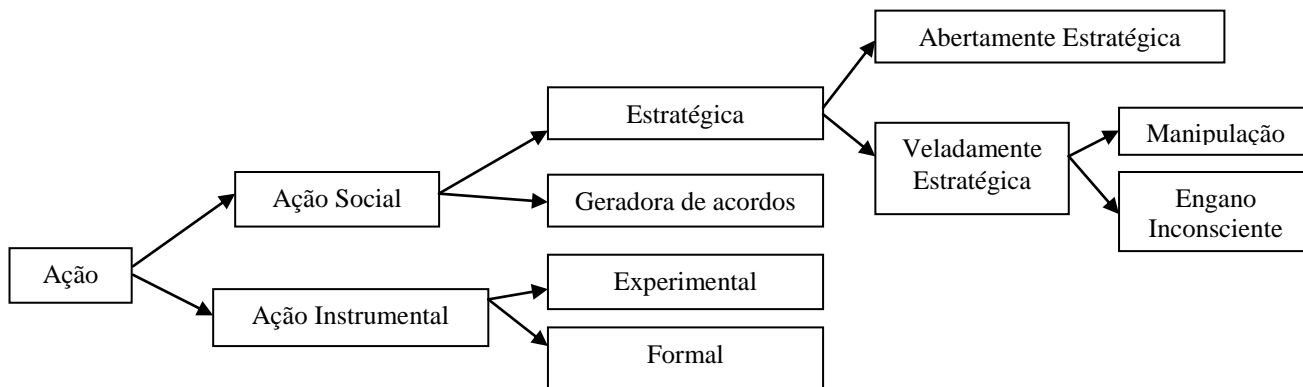 Abertamente Estratégica
Estratégica
Manipulação
Veladamente
Estratégica
Ação Social
Geradora de acordos
Engano
Inconsciente
Ação
Experimental
Ação Instrumental
Formal